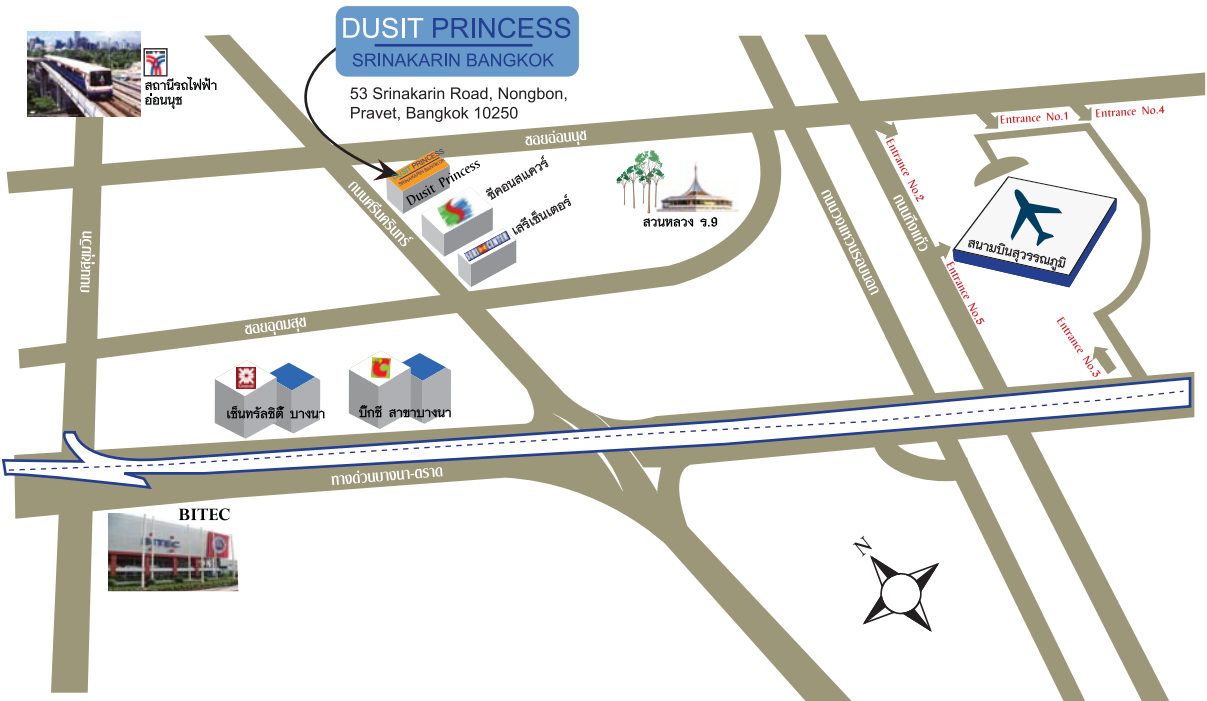 DUSIT PRINCESS
SRINAKARIN BANGKOK
53 Srinakarin Road, Nongbon,
Pravet, Bangkok 10250
สถานีรถไฟฟ้า
อ่อนนุช
ซอยอ่อนนุช
Entrance No.1
Entrance No.4
Entrance No.2
DUSIT PRINCESS
SRINAKARIN BANGKOK
Dusit Princess
ซีคอนสแควร์
เสรีเซ็นเตอร์
สวนหลวง ร.9
ถนนศรีนครินทร์
ถนนสุขุมวิท
ถนนวงแหวนรอบนอก
ถนนกิ่งแก้ว
สนามบินสุวรรณภูมิ
Entrance No.5
Entrance No.3
ซอยอุดมสุข
เซ็นทรัลซิตี้ บางนา
บิ๊กซี สาขาบางนา
ทางด่วนบางนา-ตราด
BITEC
BITEC
N